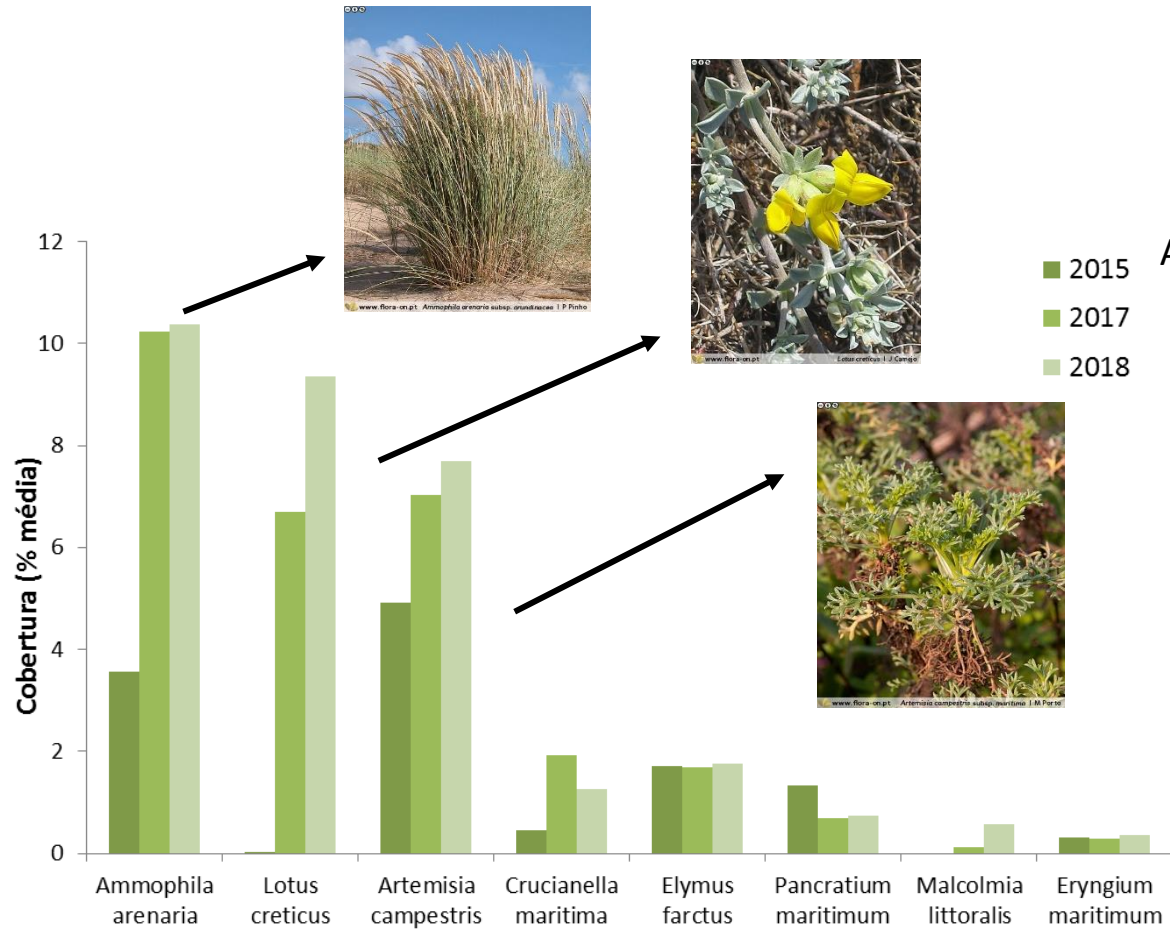 www.flora-on.pt Ammophila arenaria subsp. arundinacea | P Pinho
www.flora-on.pt Lotus creticus | J Camejo
www.flora-on.pt Artemisia campestris subsp. maritima | M Porto
A
2015
2017
2018
Cobertura (% média)
12
10
8
6
4
2
0
Ammophila arenaria
Lotus creticus
Artemisia campestris
Crucianella maritima
Elymus farctus
Pancratium maritimum
Malcolmia littoralis
Eryngium maritimum